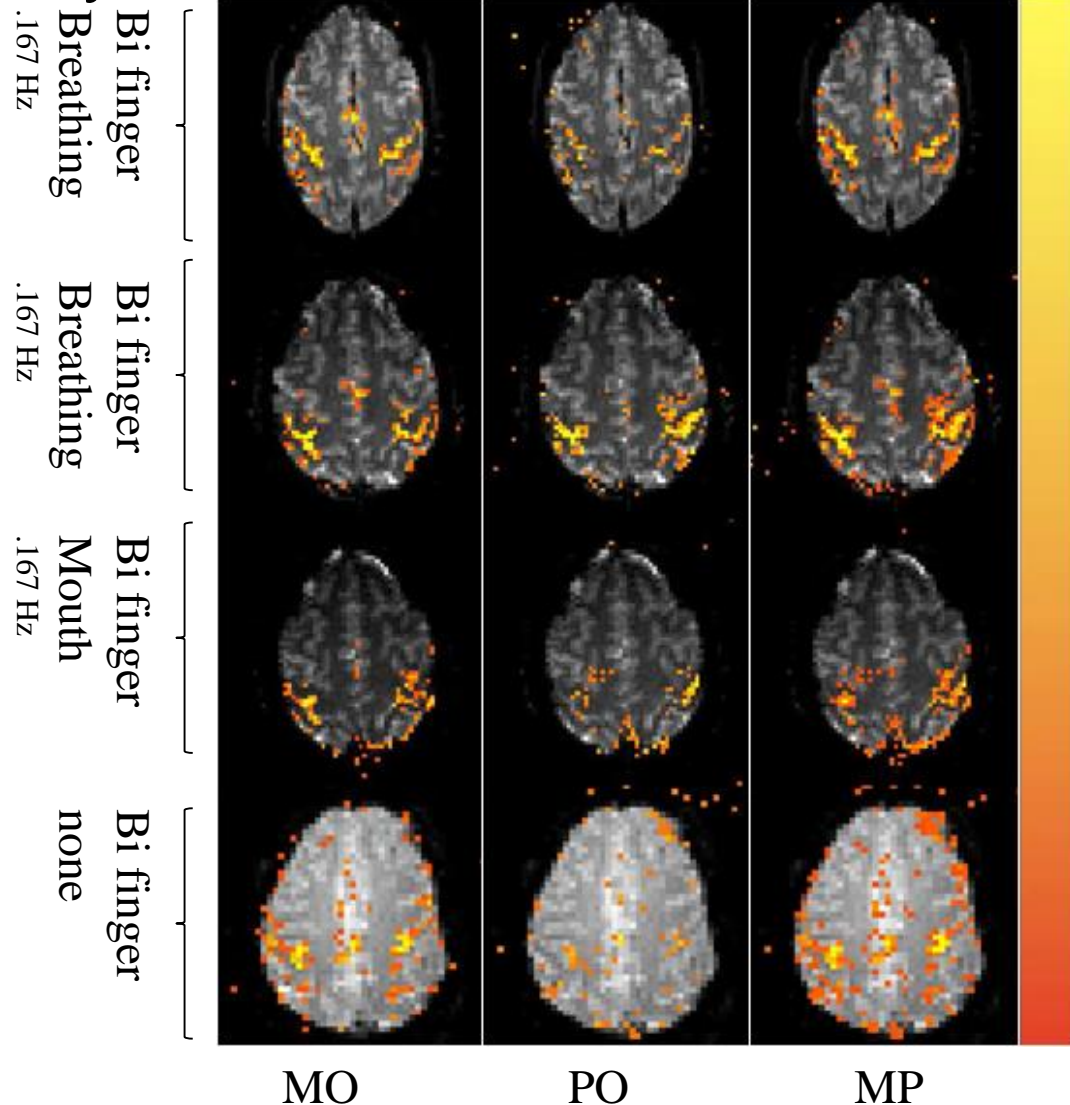 Bi finger
Breathing
.167 Hz
Bi finger
Breathing
.167 Hz
Bi finger
Mouth
.167 Hz
Bi finger
none
MO
PO
MP